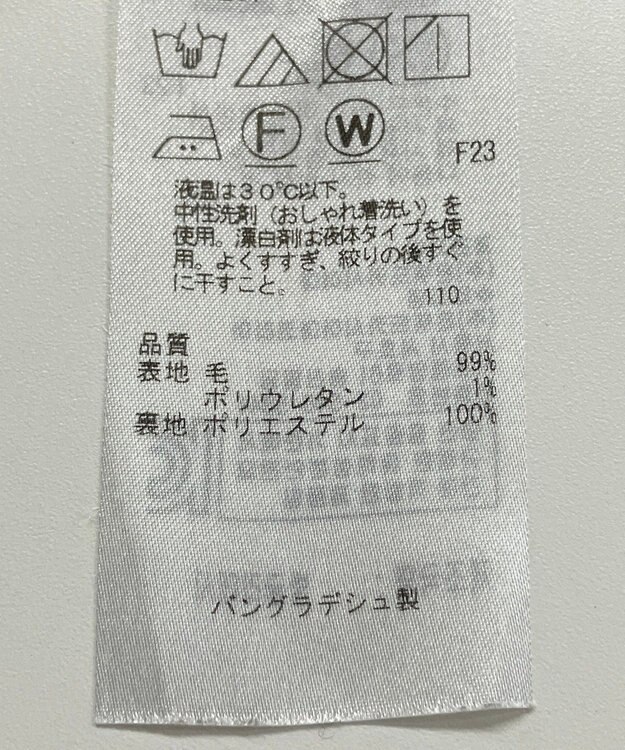 F
W
F23
液温は30℃以下。
中性洗剤（おしゃれ着洗い）を
使用。漂白剤は液体タイプを使
用。よくすすぎ、絞りの後すぐ
に干すこと。
110
品質
表地 毛 99%
ポリウレタン 1%
裏地 ポリエステル 100%
バングラデシュ製